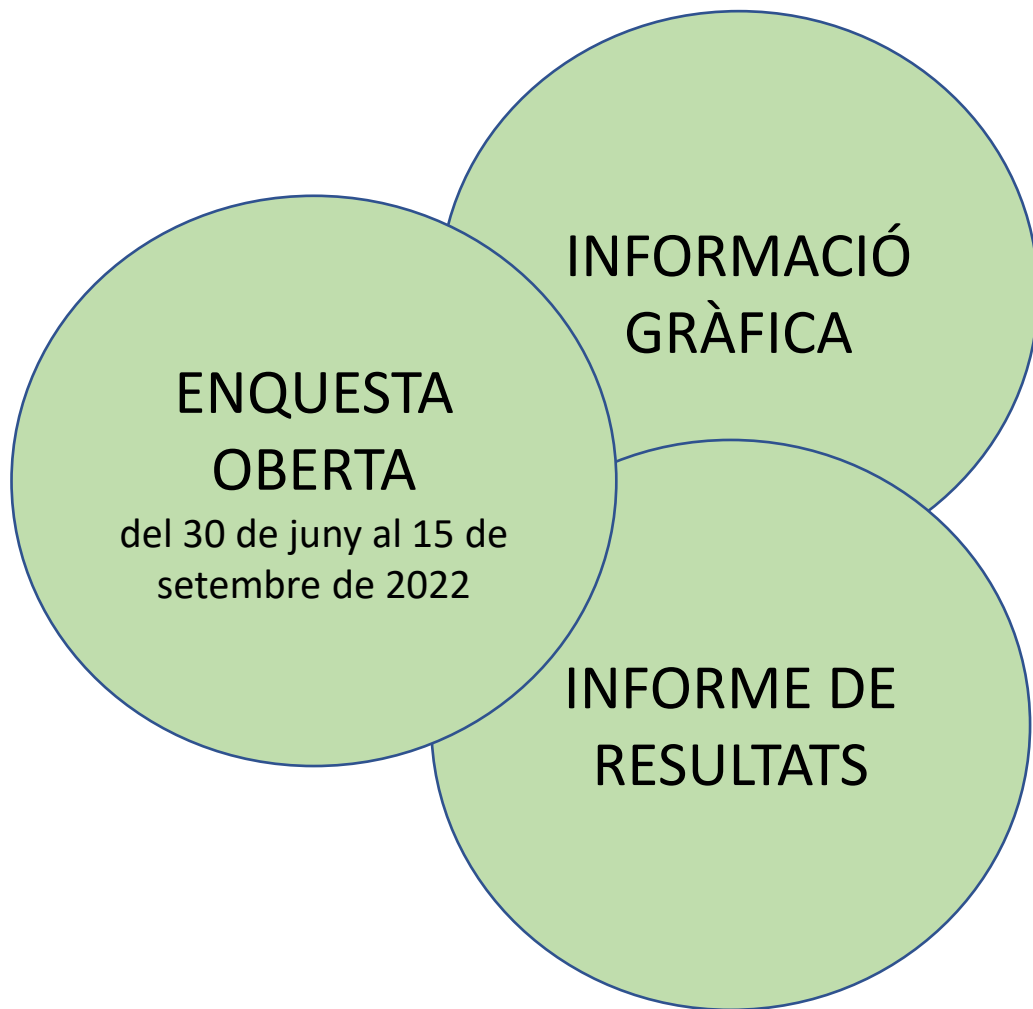 INFORMACIÓ
GRÀFICA
ENQUESTA
OBERTA
del 30 de juny al 15 de
setembre de 2022
INFORME DE
RESULTATS